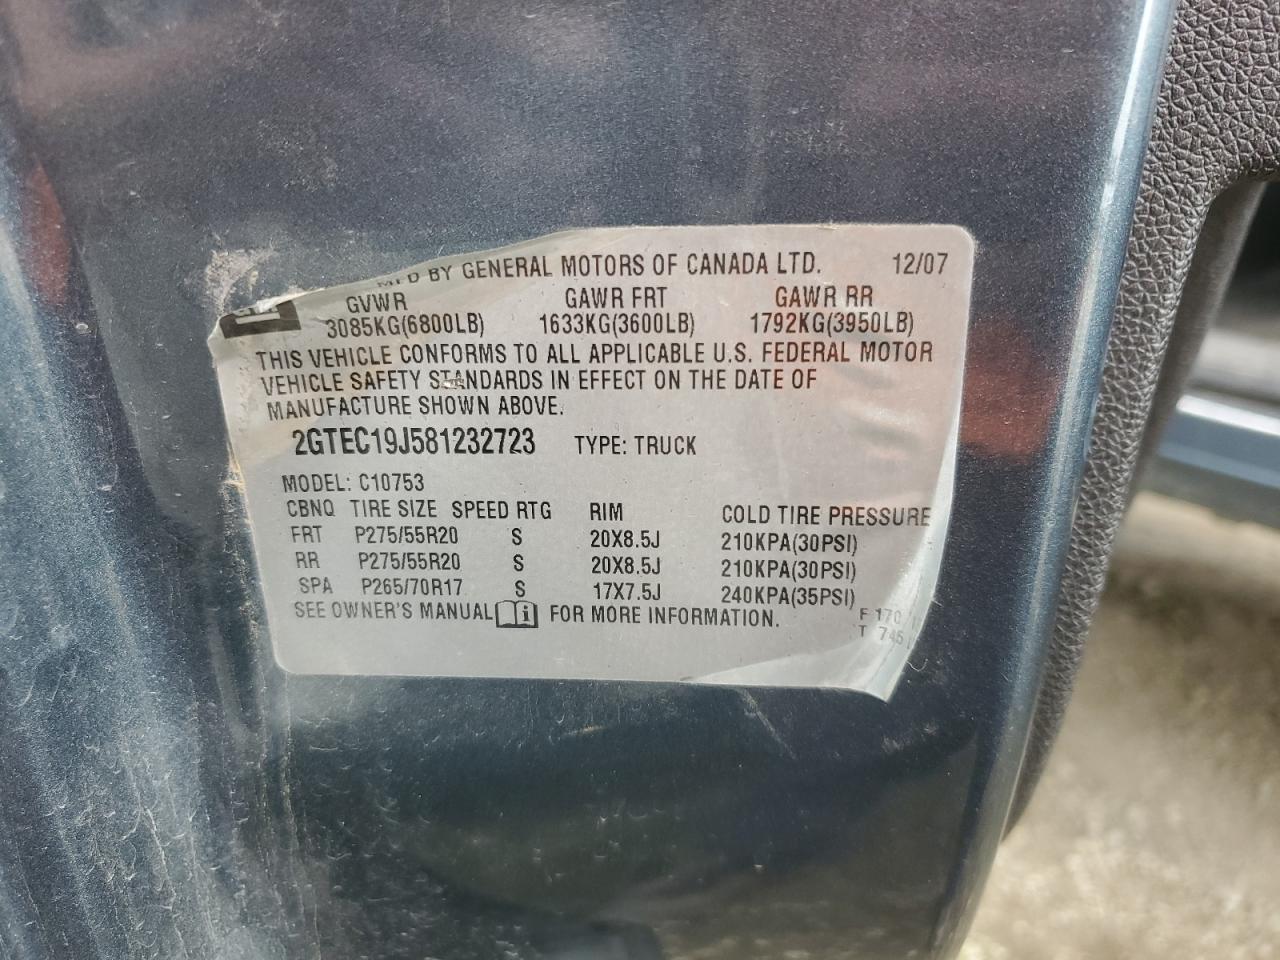 MFD BY GENERAL MOTORS OF CANADA LTD. 12/07
GVWR GAWR FRT GAWR RR
3085KG(6800LB) 1633KG(3600LB) 1792KG(3950LB)
THIS VEHICLE CONFORMS TO ALL APPLICABLE U.S. FEDERAL MOTOR
VEHICLE SAFETY STANDARDS IN EFFECT ON THE DATE OF
MANUFACTURE SHOWN ABOVE.
2GTEC19J581232723 TYPE: TRUCK
MODEL: C10753
CBNQ TIRE SIZE SPEED RTG RIM COLD TIRE PRESSURE
FRT P275/55R20 S 20X8.5J 210KPA(30PSI)
RR P275/55R20 S 20X8.5J 210KPA(30PSI)
SPA P265/70R17 S 17X7.5J 240KPA(35PSI)
SEE OWNER'S MANUAL i FOR MORE INFORMATION.
F 170
T 745